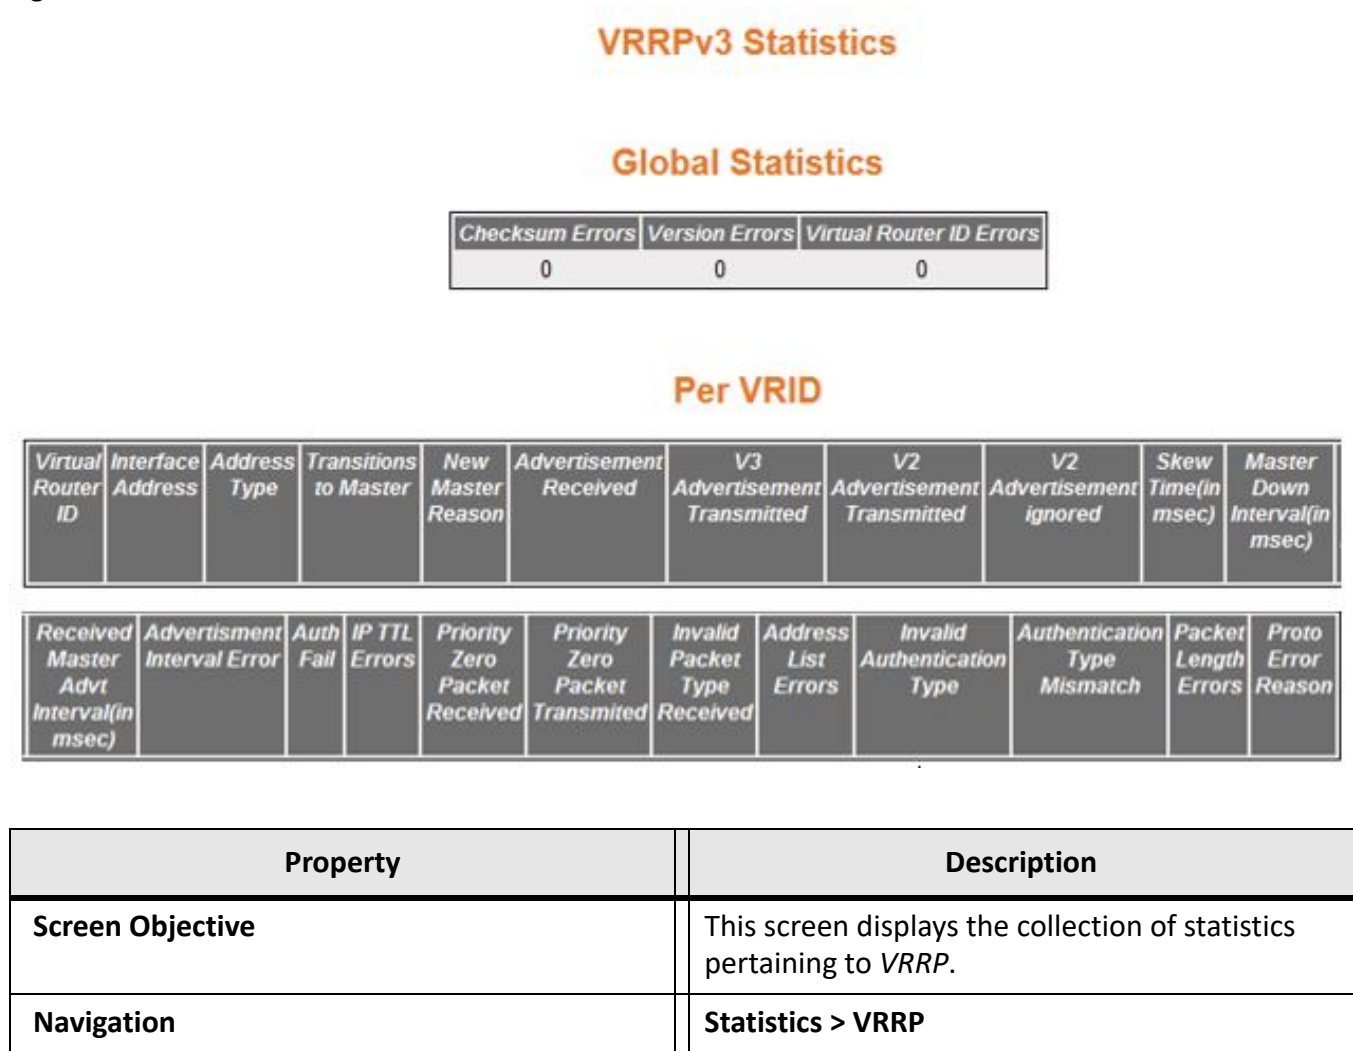 VRRPv3 Statistics
Global Statistics
Checksum Errors Version Errors Virtual Router ID Errors
0 0 0
Per VRID
Virtual Router ID Interface Address Address Type Transitions to Master New Master Reason Advertisement Received V3 Advertisement Transmitted V2 Advertisement Transmitted V2 Advertisement ignored Skew Time(in msec) Master Down Interval(in msec)
Received Master Advt Interval(in msec) Advertisment Interval Error Auth Fail IP TTL Errors Priority Zero Packet Received Priority Zero Packet Transmited Invalid Packet Type Received Address List Errors Invalid Authentication Type Authentication Type Mismatch Packet Length Errors Proto Error Reason
Property Description
Screen Objective This screen displays the collection of statistics
pertaining to VRRP.
Navigation Statistics > VRRP